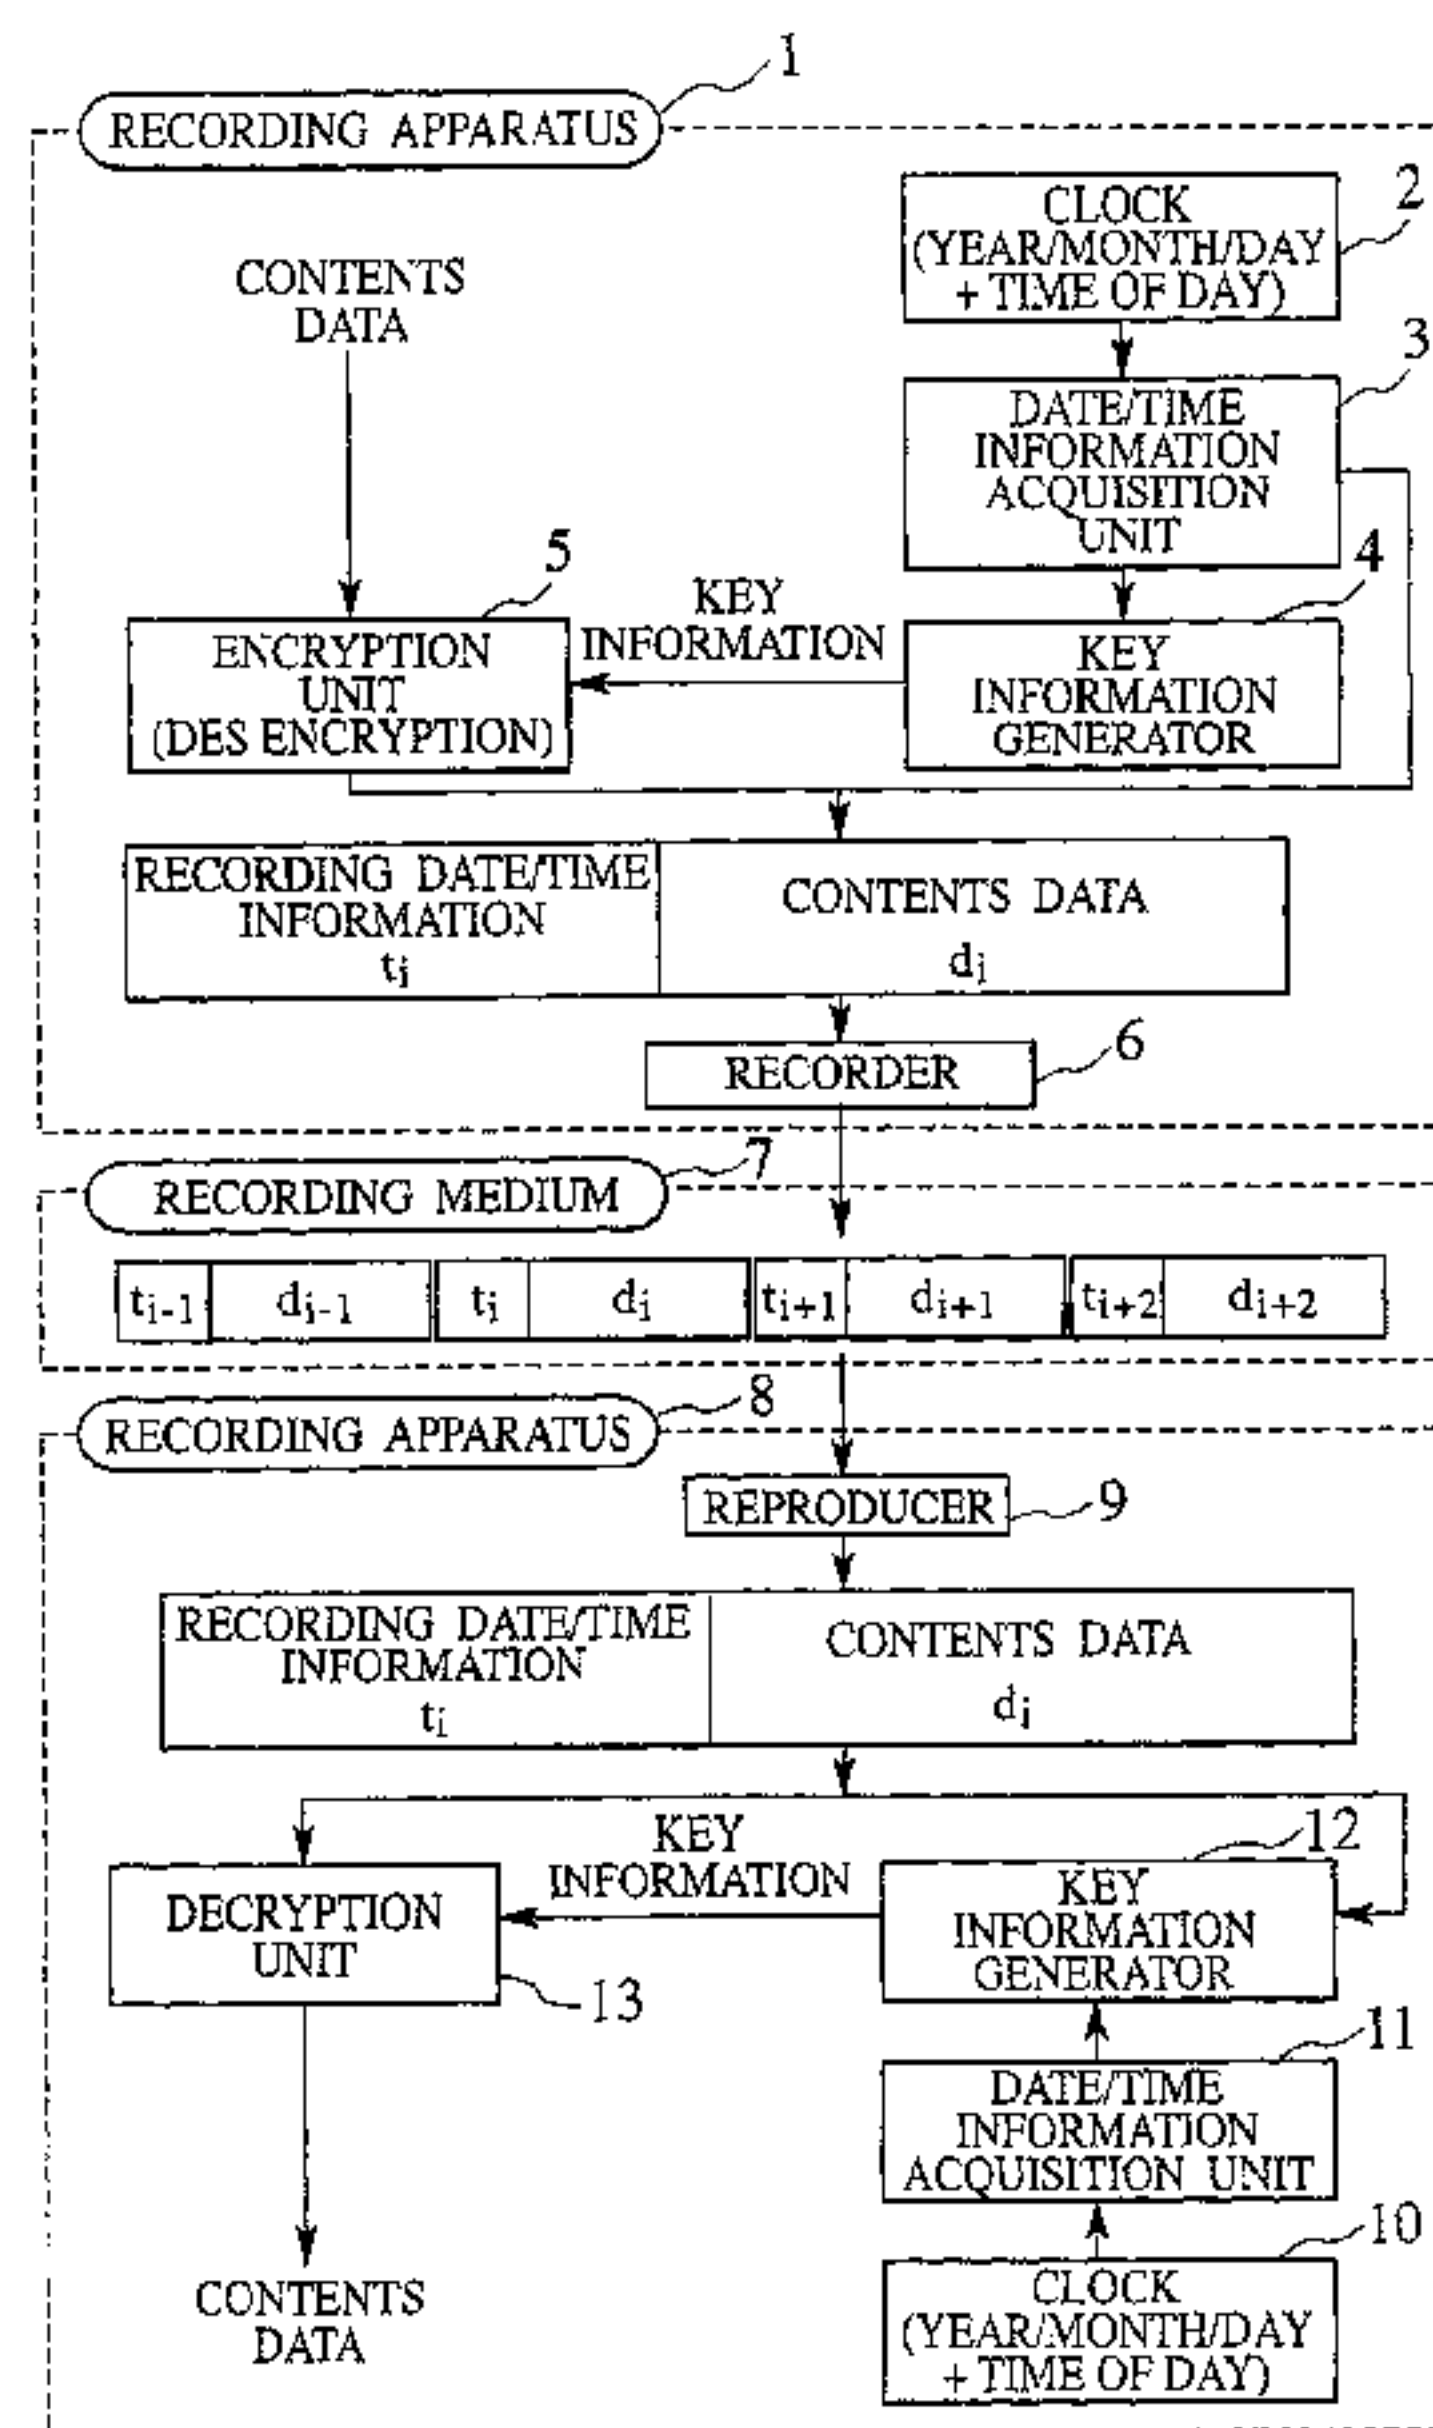 1
RECORDING APPARATUS
2
CLOCK
(YEAR/MONTH/DAY
+ TIME OF DAY)
CONTENTS
DATA
3
DATE/TIME
INFORMATION
ACQUISITION
UNIT
4
5
KEY
INFORMATION
ENCRYPTION
UNIT
(DES ENCRYPTION)
KEY
INFORMATION
GENERATOR
RECORDING DATE/TIME
INFORMATION
ti
CONTENTS DATA
di
RECORDER
6
7
RECORDING MEDIUM
ti-1 di-1 ti di ti+1 di+1 ti+2 di+2
8
RECORDING APPARATUS
REPRODUCER
9
RECORDING DATE/TIME
INFORMATION
ti
CONTENTS DATA
di
KEY
INFORMATION
12
KEY
INFORMATION
GENERATOR
DECRYPTION
UNIT
13
11
DATE/TIME
INFORMATION
ACQUISITION UNIT
10
CLOCK
(YEAR/MONTH/DAY
+ TIME OF DAY)
CONTENTS
DATA